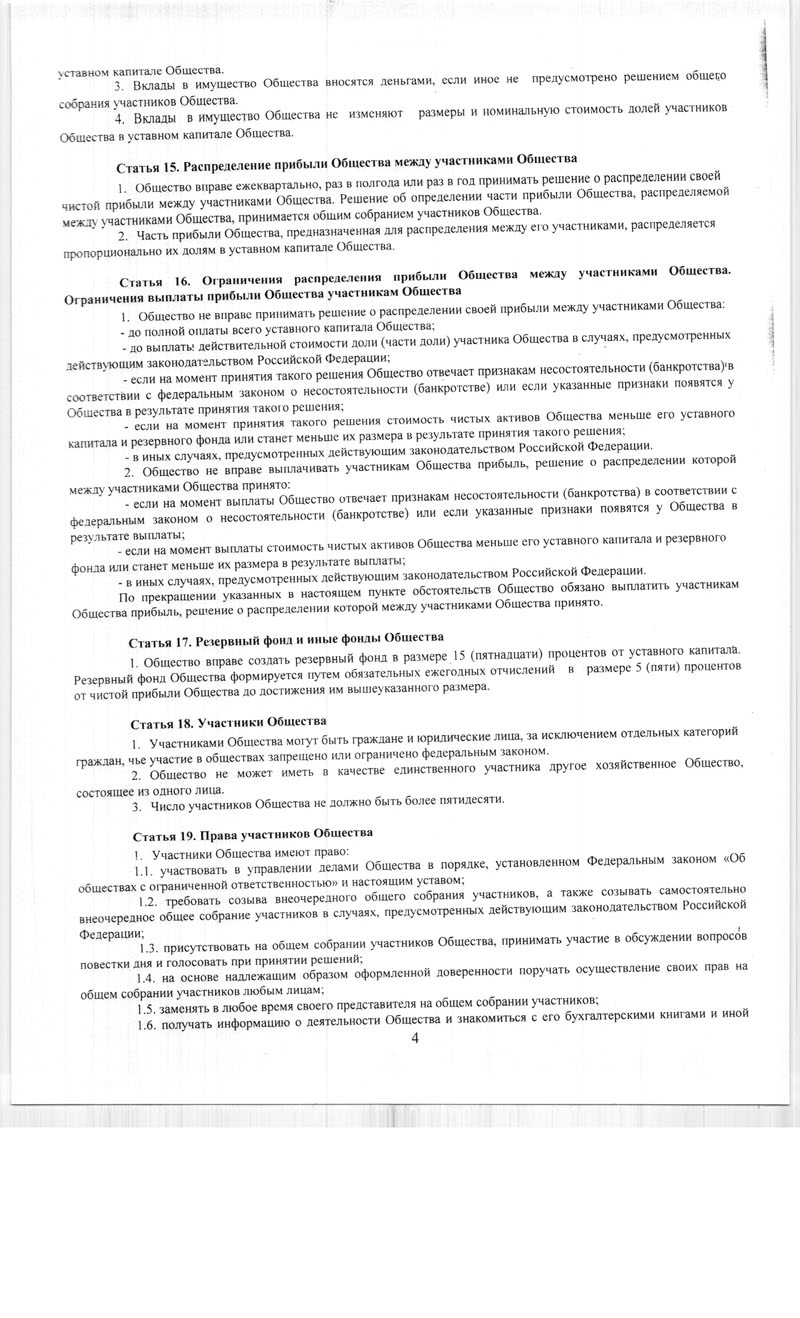 уставном капитале Общества.
3. Вклады в имущество Общества вносятся деньгами, если иное не предусмотрено решением общего
собрания участников Общества.
4. Вклады в имущество Общества не изменяют размеры и номинальную стоимость долей участников
Общества в уставном капитале Общества.
Статья 15. Распределение прибыли Общества между участниками Общества
1. Общество вправе ежеквартально, раз в полгода или раз в год принимать решение о распределении своей
чистой прибыли между участниками Общества. Решение об определении части прибыли Общества, распределяемой
между участниками Общества, принимается общим собранием участников Общества.
2. Часть прибыли Общества, предназначенная для распределения между его участниками, распределяется
пропорционально их долям в уставном капитале Общества.
Статья 16. Ограничения распределения прибыли Общества между участниками Общества.
Ограничения выплаты прибыли Общества участникам Общества
1. Общество не вправе принимать решение о распределении своей прибыли между участниками Общества:
- до полной оплаты всего уставного капитала Общества;
- до выплаты действительной стоимости доли (части доли) участника Общества в случаях, предусмотренных
действующим законодательством Российской Федерации;
- если на момент принятия такого решения Общество отвечает признакам несостоятельности (банкротства) в
соответствии с федеральным законом о несостоятельности (банкротстве) или если указанные признаки появятся у
Общества в результате принятия такого решения;
- если на момент принятия такого решения стоимость чистых активов Общества меньше его уставного
капитала и резервного фонда или станет меньше их размера в результате принятия такого решения;
- в иных случаях, предусмотренных действующим законодательством Российской Федерации.
2. Общество не вправе выплачивать участникам Общества прибыль, решение о распределении которой
между участниками Общества принято:
- если на момент выплаты Общество отвечает признакам несостоятельности (банкротства) в соответствии с
федеральным законом о несостоятельности (банкротстве) или если указанные признаки появятся у Общества в
результате выплаты;
- если на момент выплаты стоимость чистых активов Общества меньше его уставного капитала и резервного
фонда или станет меньше их размера в результате выплаты;
- в иных случаях, предусмотренных действующим законодательством Российской Федерации.
По прекращении указанных в настоящем пункте обстоятельств Общество обязано выплатить участникам
Общества прибыль, решение о распределении которой между участниками Общества принято.
Статья 17. Резервный фонд и иные фонды Общества
1. Общество вправе создать резервный фонд в размере 15 (пятнадцати) процентов от уставного капитала.
Резервный фонд Общества формируется путем обязательных ежегодных отчислений в размере 5 (пяти) процентов
от чистой прибыли Общества до достижения им вышеуказанного размера.
Статья 18. Участники Общества
1. Участниками Общества могут быть граждане и юридические лица, за исключением отдельных категорий
граждан, чье участие в обществах запрещено или ограничено федеральным законом.
2. Общество не может иметь в качестве единственного участника другое хозяйственное Общество,
состоящее из одного лица.
3. Число участников Общества не должно быть более пятидесяти.
Статья 19. Права участников Общества
1. Участники Общества имеют право:
1.1. участвовать в управлении делами Общества в порядке, установленном Федеральным законом «Об
обществах с ограниченной ответственностью» и настоящим уставом;
1.2. требовать созыва внеочередного общего собрания участников, а также созывать самостоятельно
внеочередное общее собрание участников в случаях, предусмотренных действующим законодательством Российской
Федерации;
1.3. присутствовать на общем собрании участников Общества, принимать участие в обсуждении вопросов
повестки дня и голосовать при принятии решений;
1.4. на основе надлежащим образом оформленной доверенности поручать осуществление своих прав на
общем собрании участников любым лицам;
1.5. заменять в любое время своего представителя на общем собрании участников;
1.6. получать информацию о деятельности Общества и знакомиться с его бухгалтерскими книгами и иной
4